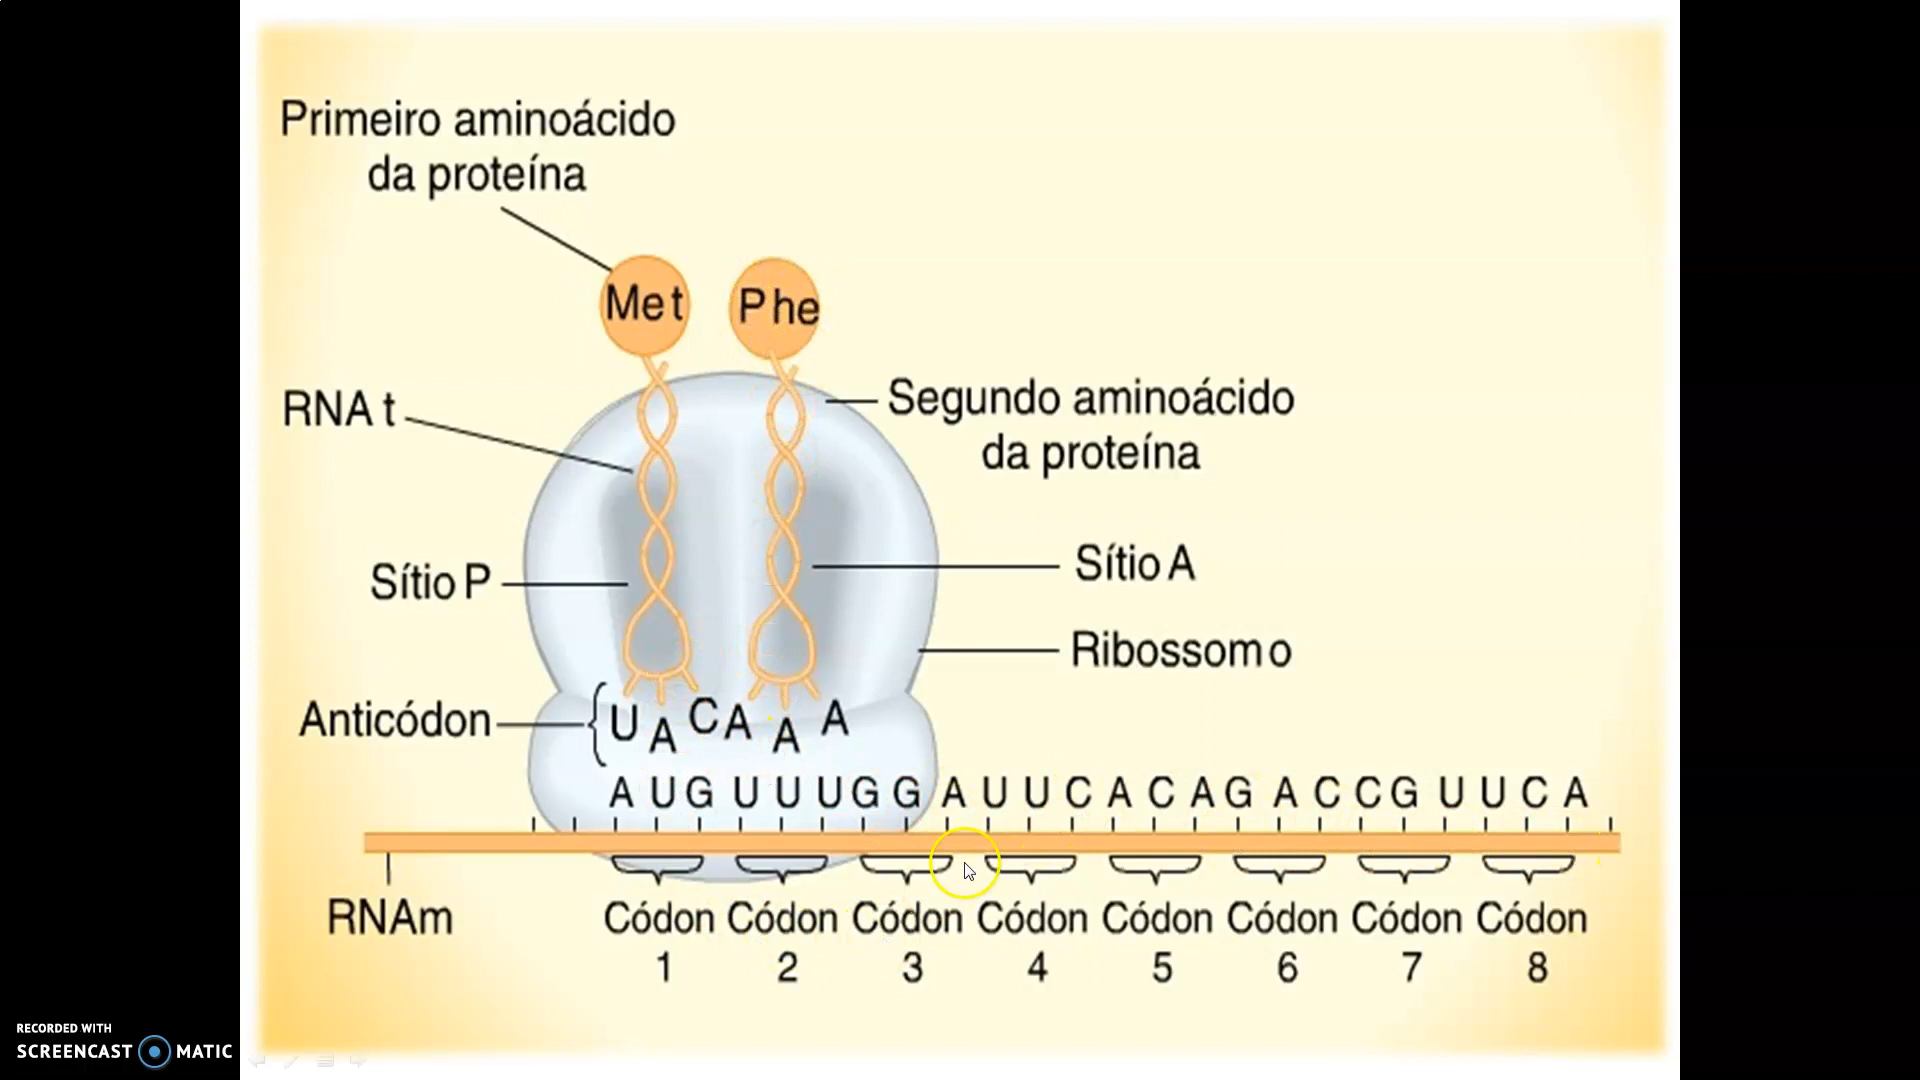 Primeiro aminoácido
da proteína
Met Phe
RNA t
Segundo aminoácido
da proteína
Sítio P
Sítio A
Ribossomo
Anticódon
U A C A A A
A U G U U U G G A U U C A C A G A C C G U U C A
RNAm
Códon Códon Códon Códon Códon Códon Códon Códon
1 2 3 4 5 6 7 8
RECORDED WITH
SCREENCAST MATIC